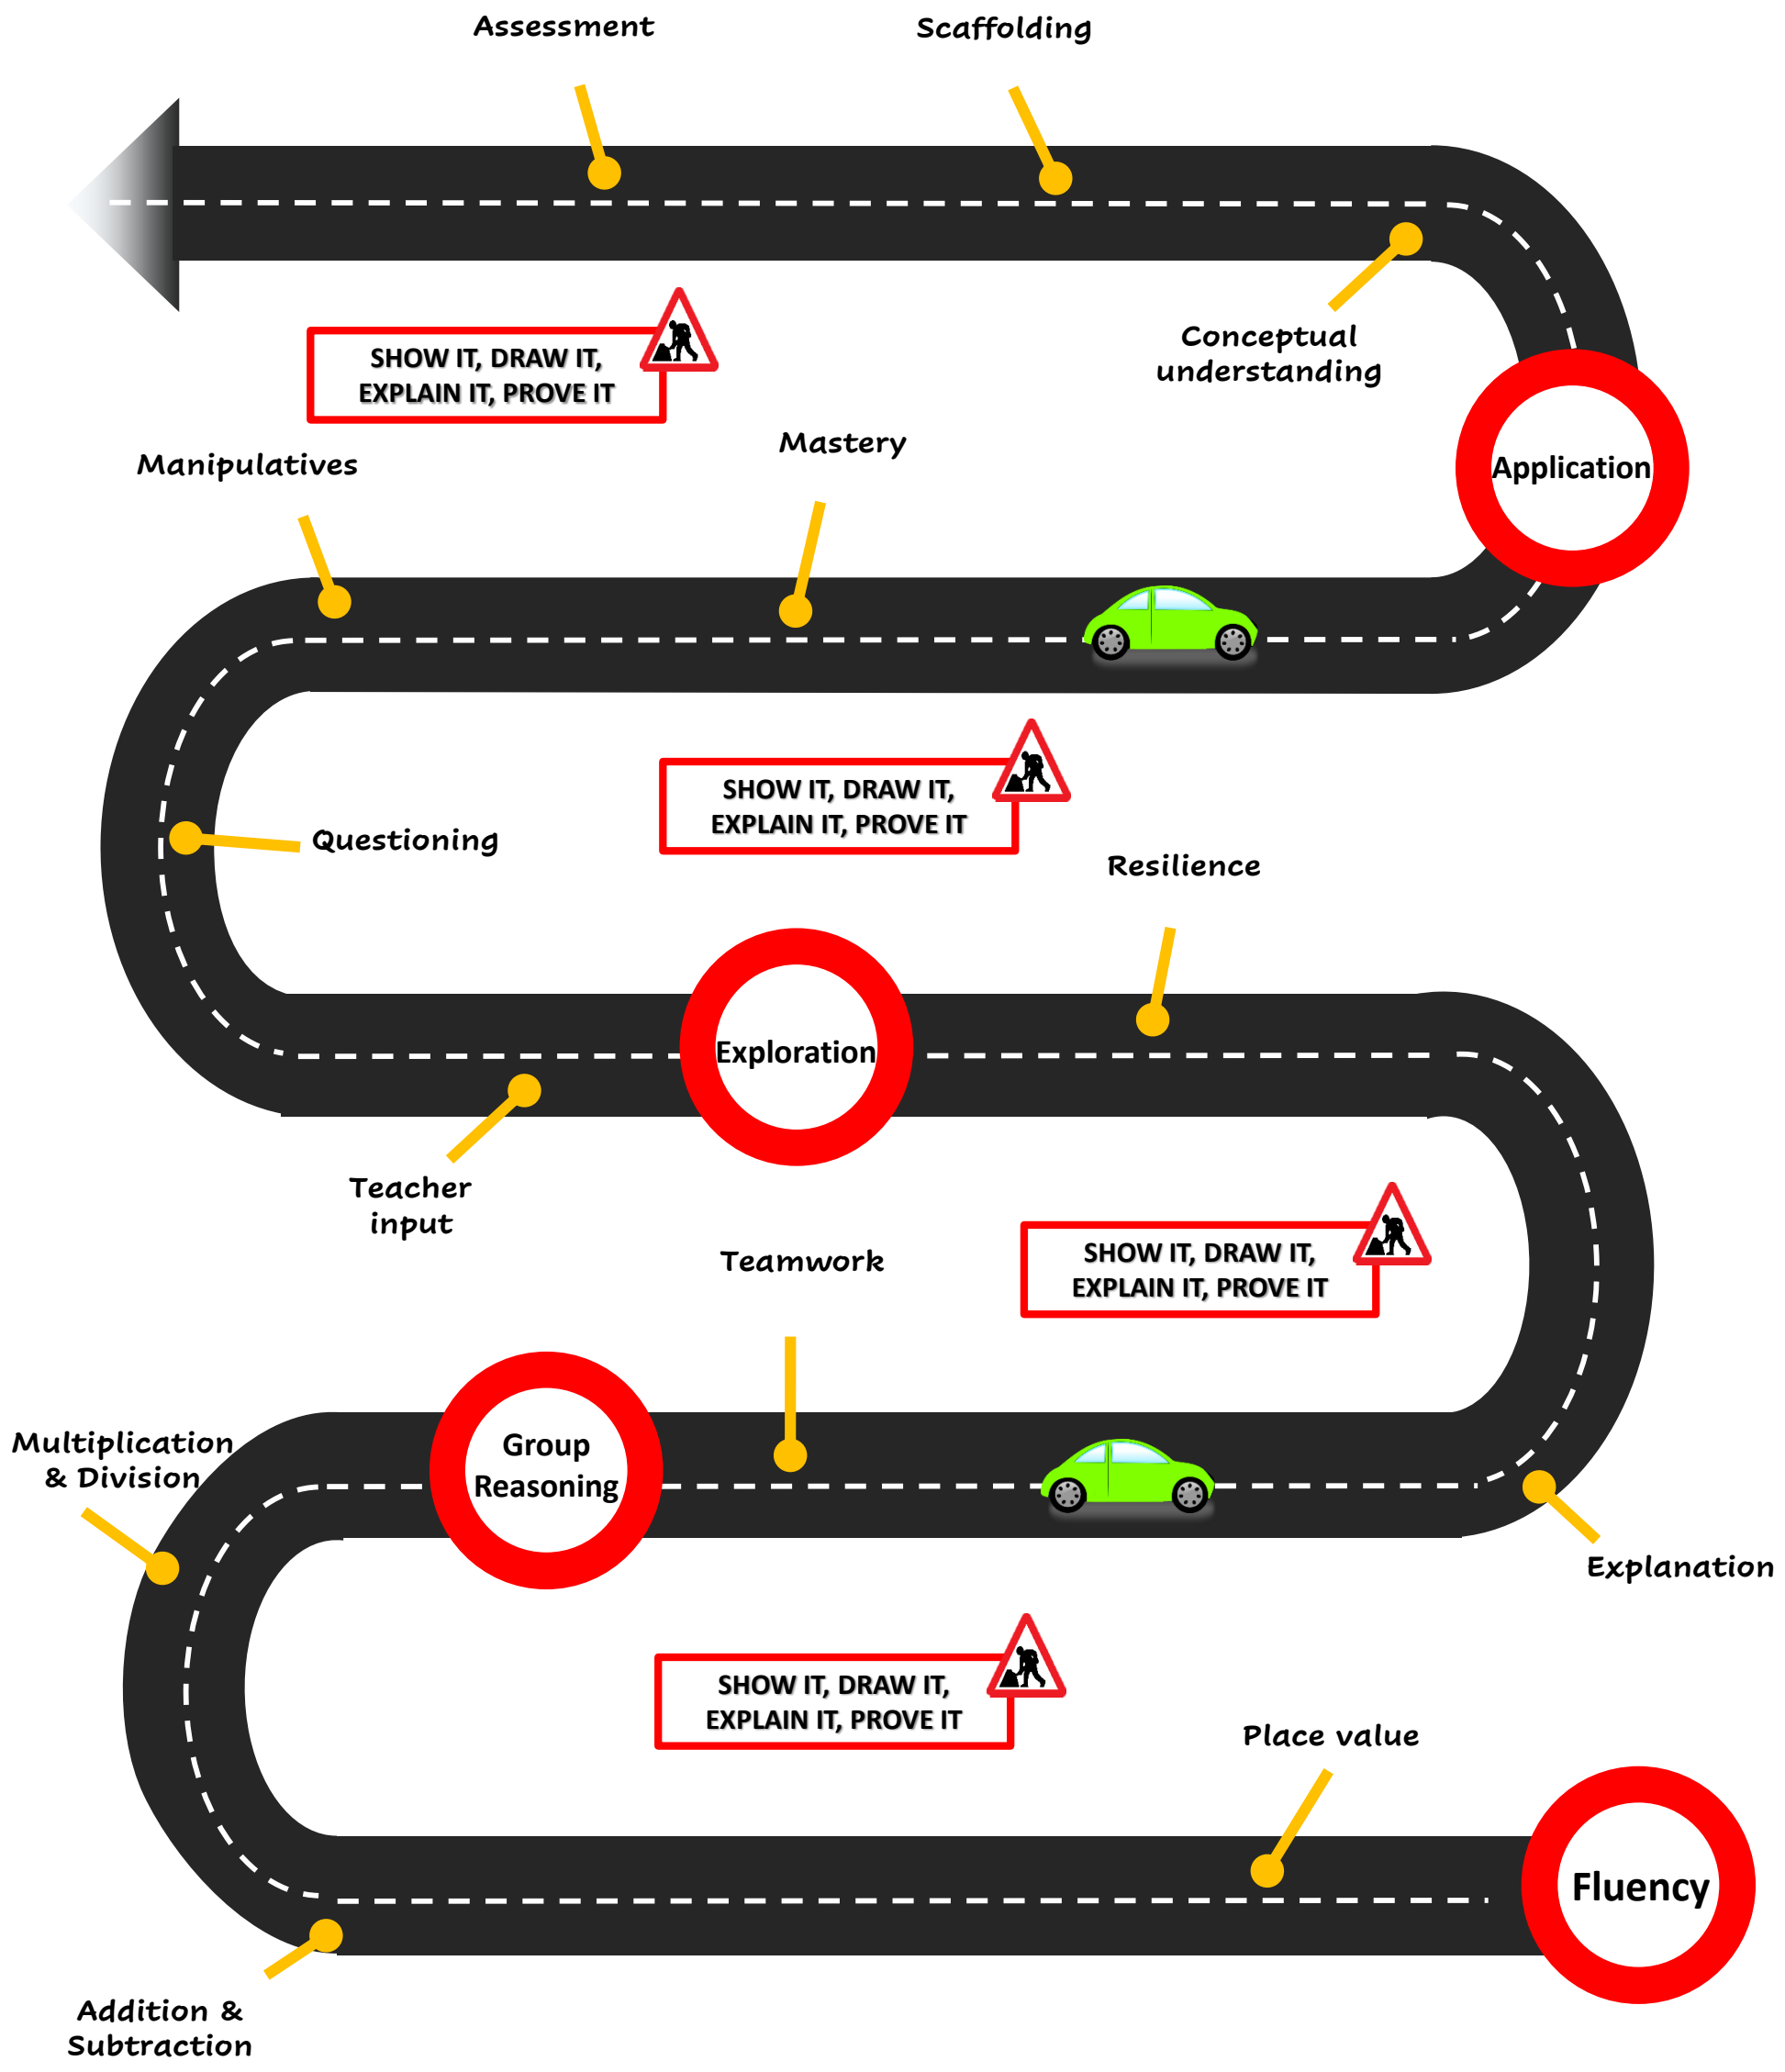 Assessment
Scaffolding
Conceptual
understanding
SHOW IT, DRAW IT,
EXPLAIN IT, PROVE IT
Application
Manipulatives
Mastery
SHOW IT, DRAW IT,
EXPLAIN IT, PROVE IT
Questioning
Resilience
Exploration
Teacher
input
Teamwork
SHOW IT, DRAW IT,
EXPLAIN IT, PROVE IT
Multiplication
& Division
Group
Reasoning
Explanation
SHOW IT, DRAW IT,
EXPLAIN IT, PROVE IT
Place value
Fluency
Addition &
Subtraction